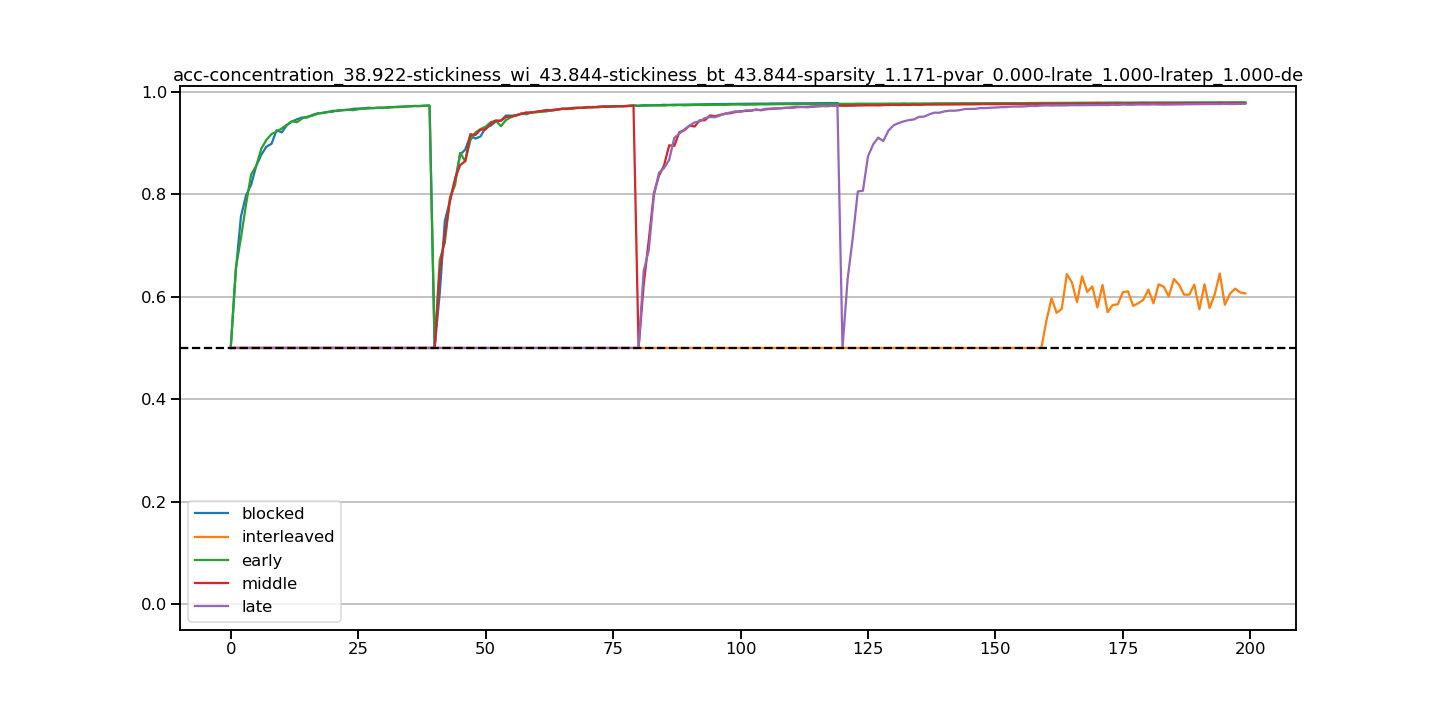 acc-concentration_38.922-stickiness_wi_43.844-stickiness_bt_43.844-sparsity_1.171-pvar_0.000-lrate_1.000-lratep_1.000-de
1.0
0.8
0.6
0.4
0.2
0.0
blocked
interleaved
early
middle
late
0 25 50 75 100 125 150 175 200